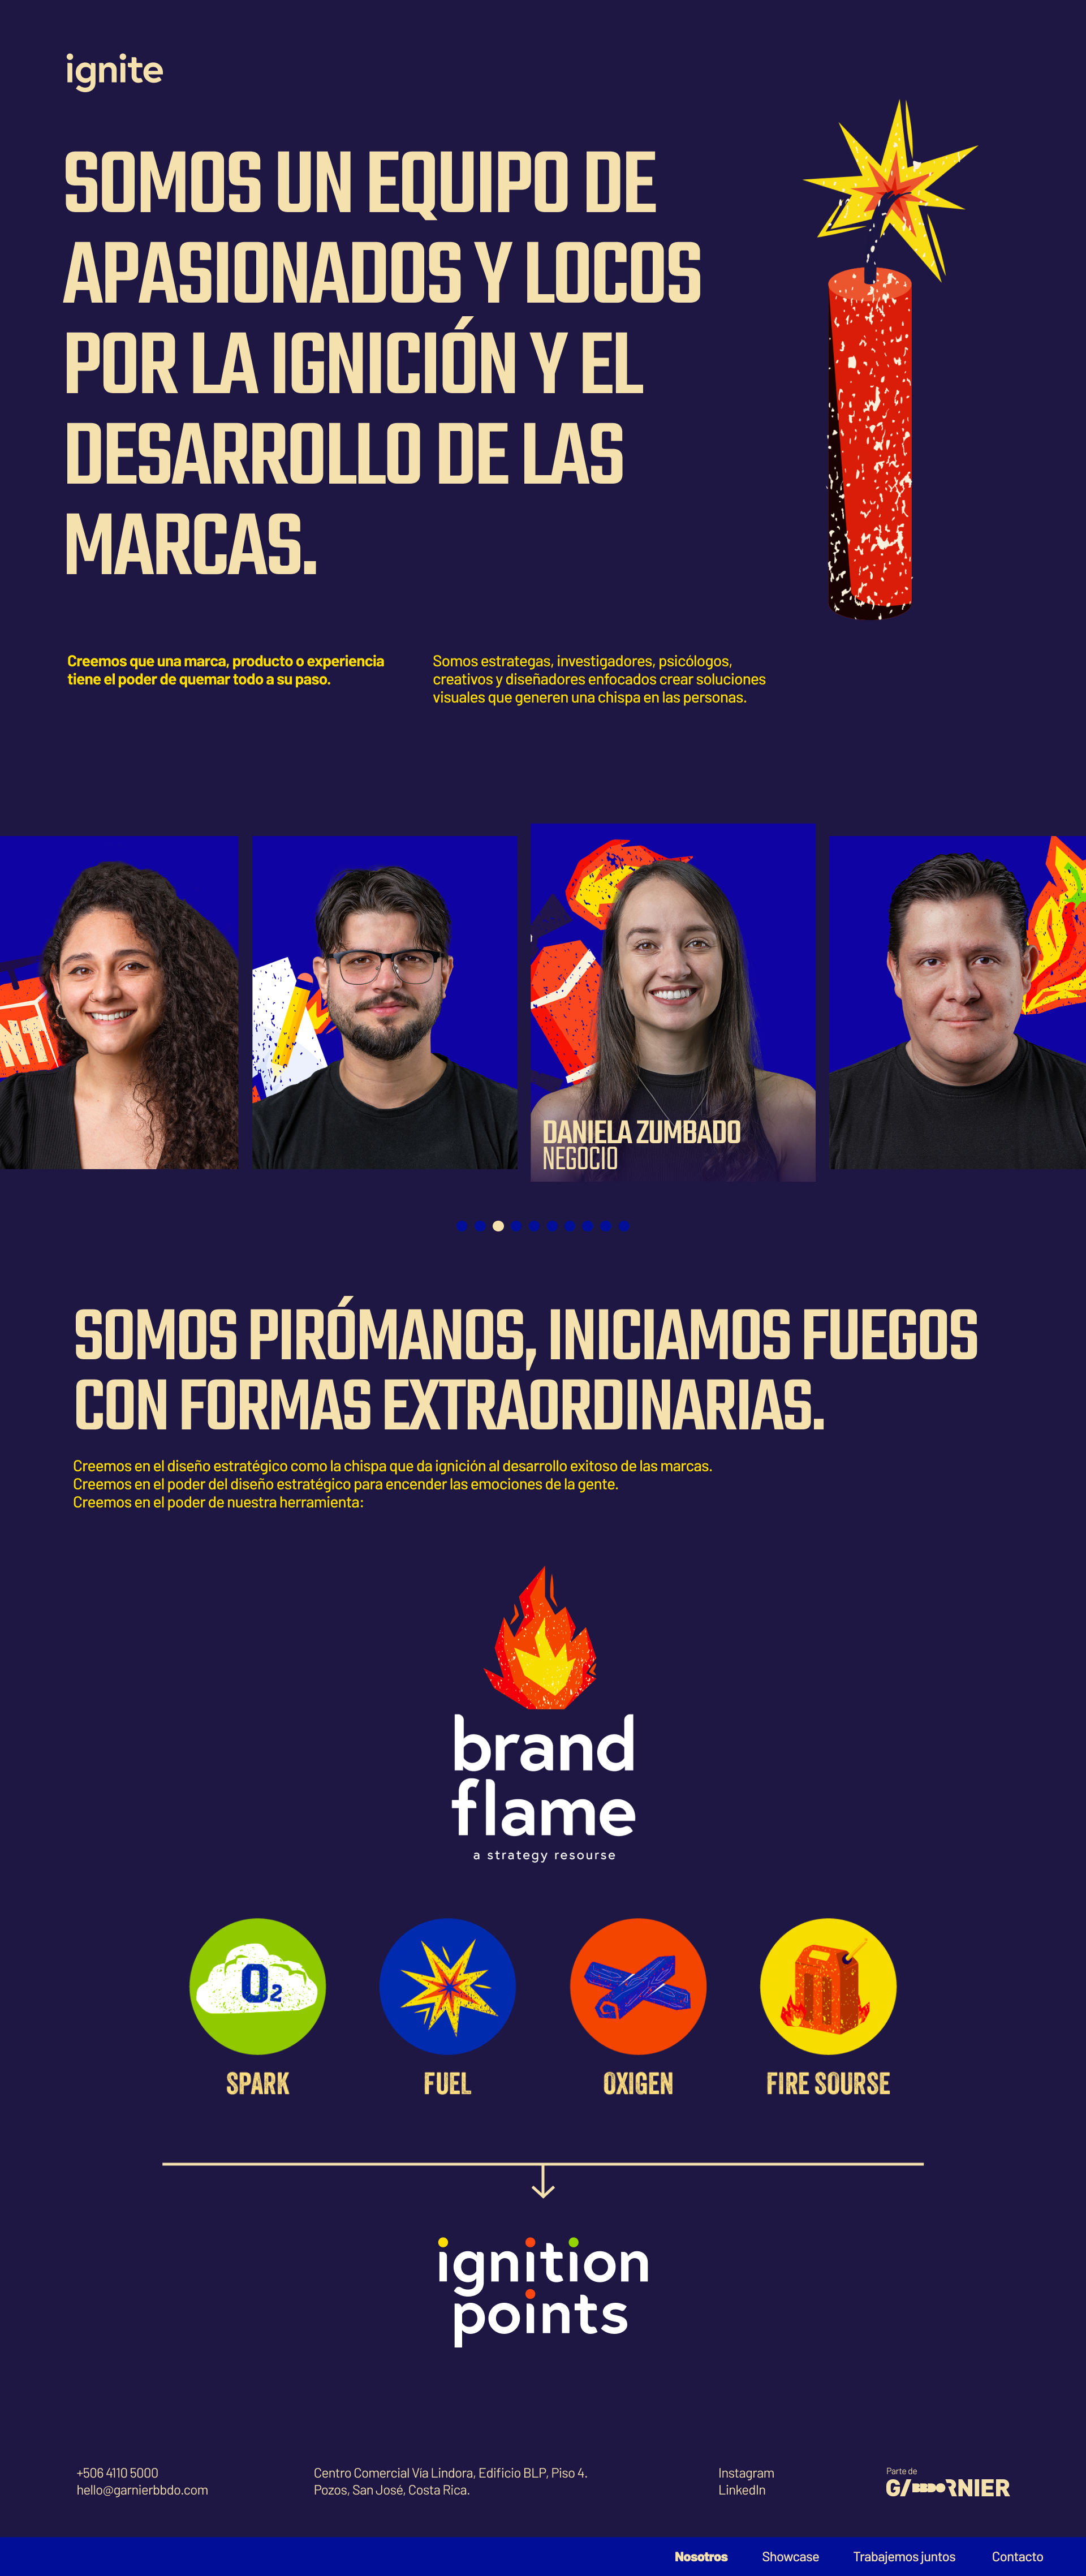 ignite
SOMOS UN EQUIPO DE
APASIONADOS Y LOCOS
POR LA IGNICIÓN Y EL
DESARROLLO DE LAS
MARCAS.
Creemos que una marca, producto o experiencia
tiene el poder de quemar todo a su paso.
Somos estrategas, investigadores, psicólogos,
creativos y diseñadores enfocados crear soluciones
visuales que generen una chispa en las personas.
NT
DANIELA ZUMBADO
NEGOCIO
SOMOS PIRÓMANOS, INICIAMOS FUEGOS
CON FORMAS EXTRAORDINARIAS.
Creemos en el diseño estratégico como la chispa que da ignición al desarrollo exitoso de las marcas.
Creemos en el poder del diseño estratégico para encender las emociones de la gente.
Creemos en el poder de nuestra herramienta:
brand
flame
a strategy resourse
O2
SPARK
FUEL
OXIGEN
FIRE SOURSE
ignition
points
+506 4110 5000
hello@garnierbbdo.com
Centro Comercial Vía Lindora, Edificio BLP, Piso 4.
Pozos, San José, Costa Rica.
Instagram
LinkedIn
Parte de
GABBDORNIER
Nosotros
Showcase
Trabajemos juntos
Contacto